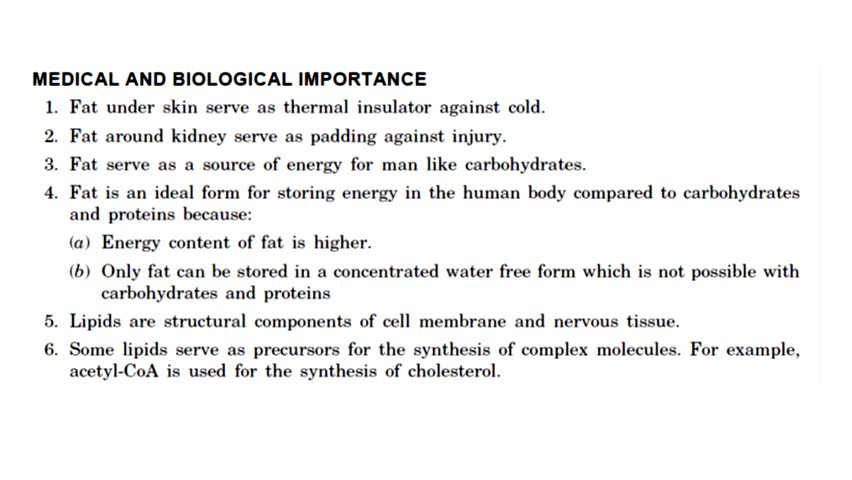 MEDICAL AND BIOLOGICAL IMPORTANCE
1. Fat under skin serve as thermal insulator against cold.
2. Fat around kidney serve as padding against injury.
3. Fat serve as a source of energy for man like carbohydrates.
4. Fat is an ideal form for storing energy in the human body compared to carbohydrates
and proteins because:
(a) Energy content of fat is higher.
(b) Only fat can be stored in a concentrated water free form which is not possible with
carbohydrates and proteins
5. Lipids are structural components of cell membrane and nervous tissue.
6. Some lipids serve as precursors for the synthesis of complex molecules. For example,
acetyl-CoA is used for the synthesis of cholesterol.